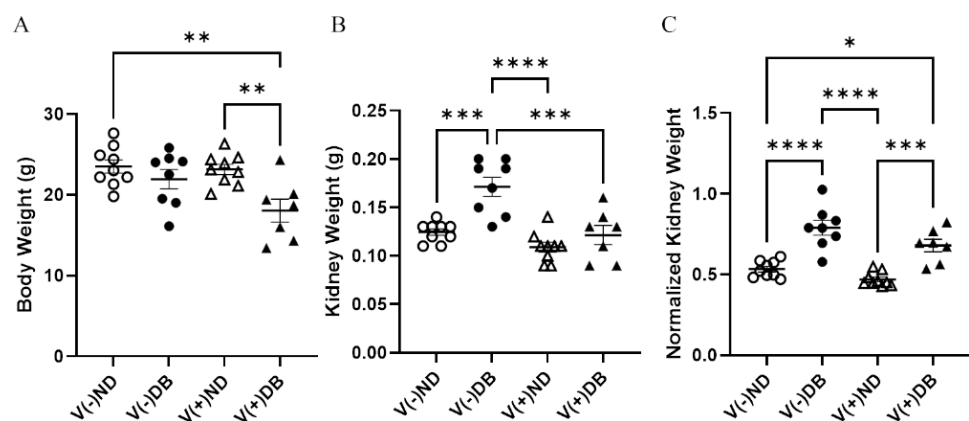 A
B
C
**
**
Body Weight (g)
30
20
10
0
V(-)ND
V(-)DB
V(+)ND
V(+)DB
****
***
***
Kidney Weight (g)
0.25
0.20
0.15
0.10
0.05
0.00
V(-)ND
V(-)DB
V(+)ND
V(+)DB
*
****
****
***
Normalized Kidney Weight
1.5
1.0
0.5
0.0
V(-)ND
V(-)DB
V(+)ND
V(+)DB